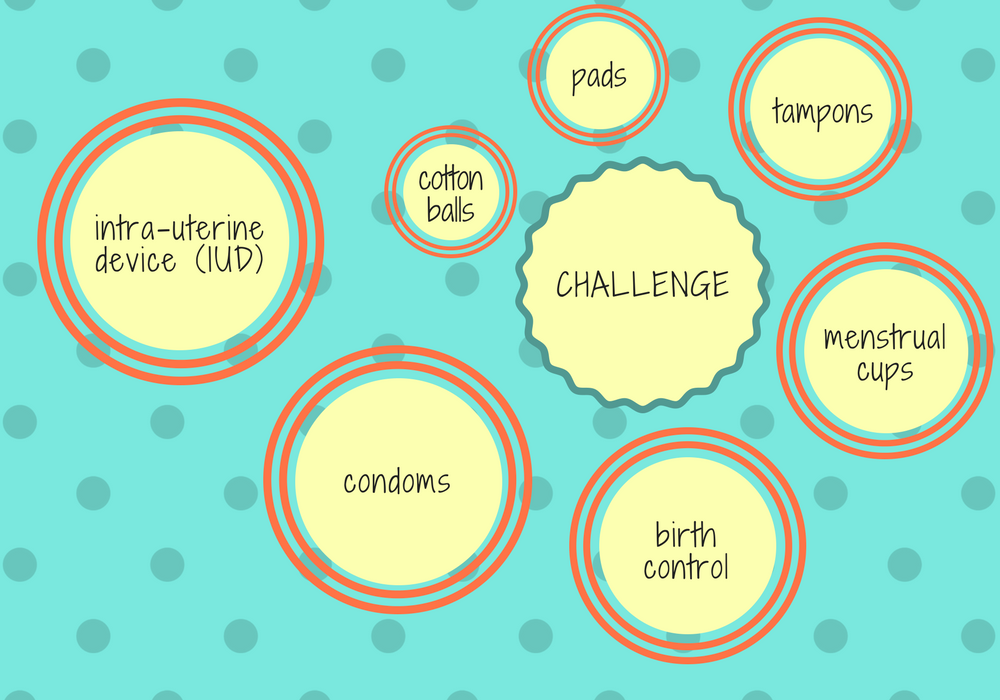 pads
tampons
cotton
balls
intra-uterine
device (IUD)
CHALLENGE
menstrual
cups
condoms
birth
control